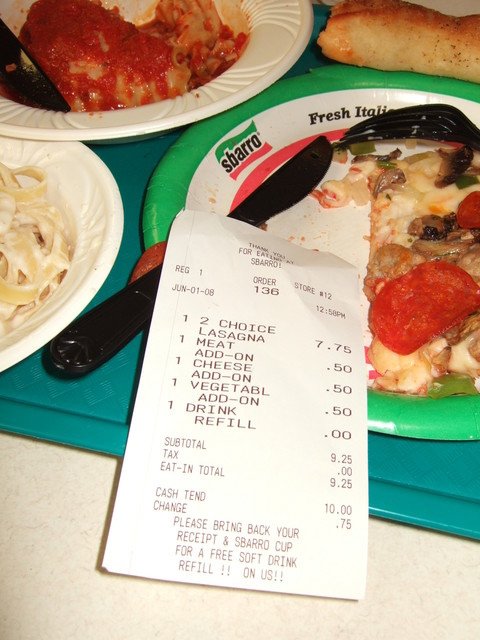 Fresh Italia
sbarro
THANK YOU
FOR EATING AT
SBARRO!
REG 1 ORDER STORE #12
JUN-01-08 136 12:58PM
1 2 CHOICE
LASAGNA 7.75
1 MEAT
ADD-ON .50
1 CHEESE
ADD-ON .50
1 VEGETABL
ADD-ON .50
1 DRINK
REFILL .00
SUBTOTAL 9.25
TAX .00
EAT-IN TOTAL 9.25
CASH TEND 10.00
CHANGE .75
PLEASE BRING BACK YOUR
RECEIPT & SBARRO CUP
FOR A FREE SOFT DRINK
REFILL !! ON US!!